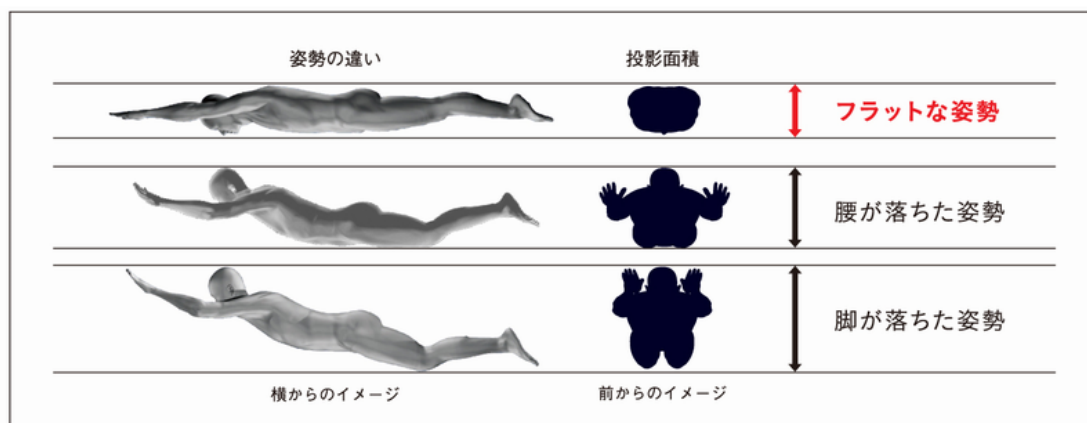 姿勢の違い
投影面積
フラットな姿勢
腰が落ちた姿勢
脚が落ちた姿勢
横からのイメージ
前からのイメージ